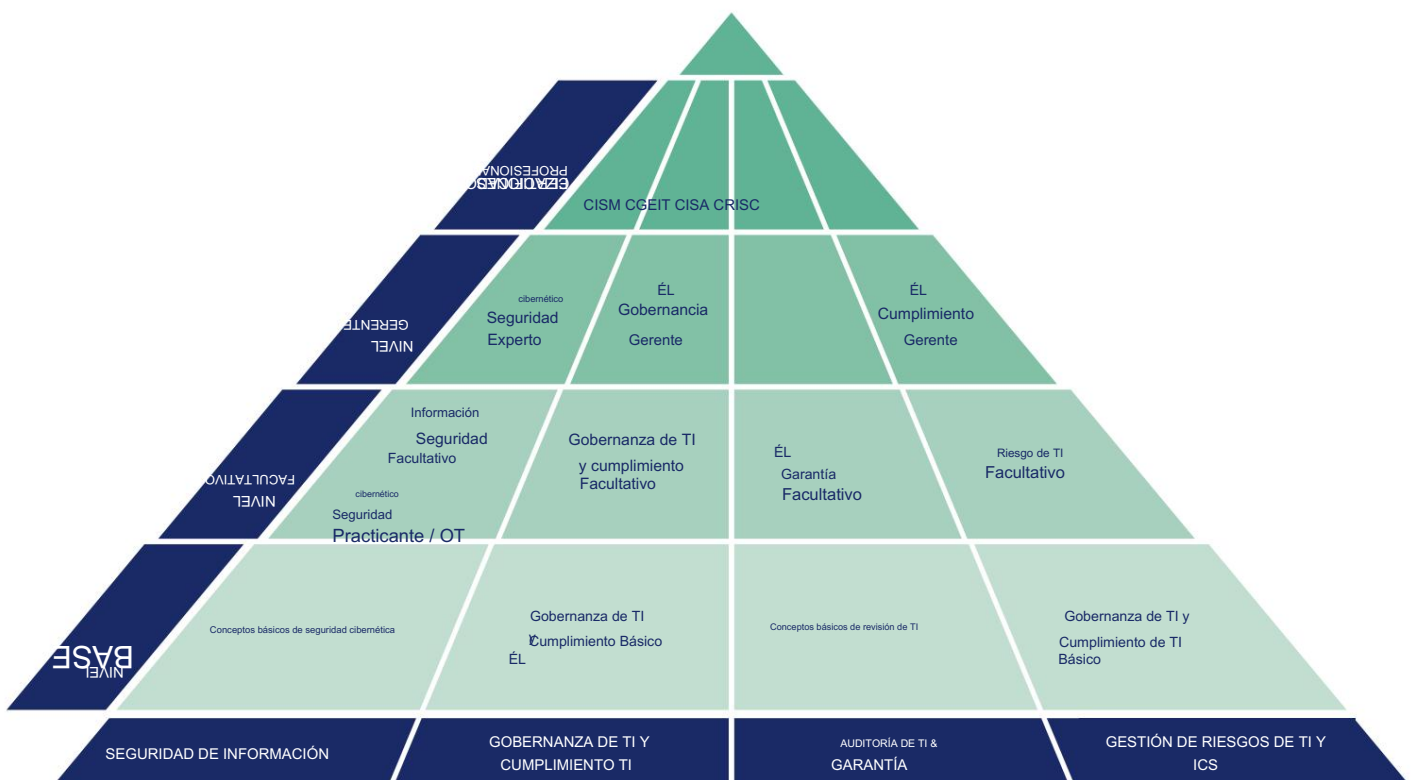 PROFESIONAL
CISM CGEIT CISA CRISC
NIVEL
GERENTE
cibernético
Seguridad
Experto
ÉL
Gobernancia
Gerente
ÉL
Cumplimiento
Gerente
NIVEL
FACULTATIVO
Información
Seguridad
Facultativo
cibernético
Seguridad
Practicante / OT
Gobernanza de TI
y cumplimiento
Facultativo
ÉL
Garantía
Facultativo
Riesgo de TI
Facultativo
NIVEL
BASE
Conceptos básicos de seguridad cibernética
Gobernanza de TI
y
Cumplimiento Básico
ÉL
Conceptos básicos de revisión de TI
Gobernanza de TI y
Cumplimiento de TI
Básico
SEGURIDAD DE INFORMACIÓN
GOBERNANZA DE TI Y
CUMPLIMIENTO TI
AUDITORÍA DE TI &
GARANTÍA
GESTIÓN DE RIESGOS DE TI Y
ICS